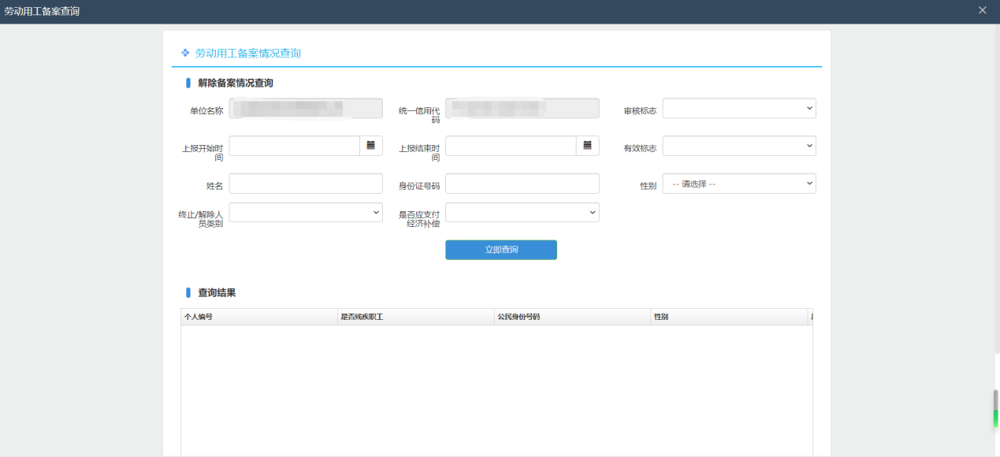 劳动用工备案查询
劳动用工备案情况查询
解除备案情况查询
单位名称
统一信用代
码
审核标志
上报开始时
间
上报结束时
间
有效标志
姓名
身份证号码
性别
-- 请选择 --
终止/解除人
员类别
是否应支付
经济补偿
立即查询
查询结果
个人编号
是否残疾职工
公民身份号码
性别